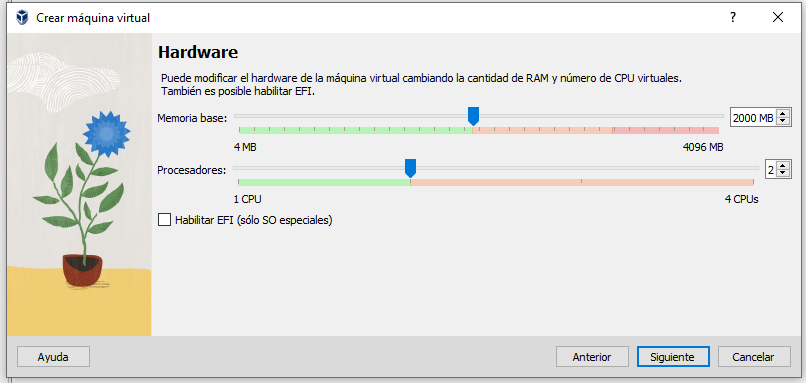 Crear máquina virtual
?
Hardware
Puede modificar el hardware de la máquina virtual cambiando la cantidad de RAM y número de CPU virtuales.
También es posible habilitar EFI.
Memoria base:
2000 MB
4 MB
4096 MB
Procesadores:
2
1 CPU
4 CPUs
Habilitar EFI (sólo SO especiales)
Ayuda
Anterior
Siguiente
Cancelar